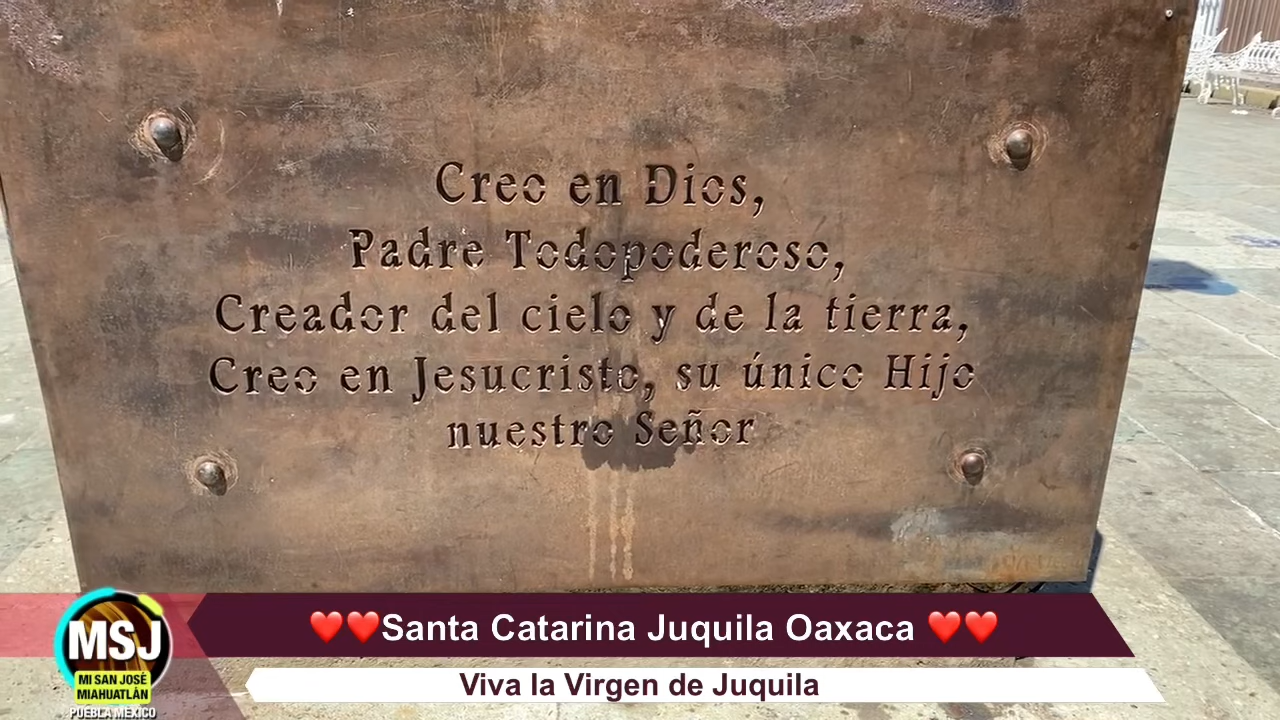 Creo en Dios,
Padre Todopoderoso,
Creador del cielo y de la tierra,
Creo en Jesucristo, su único Hijo
nuestro Señor
❤️❤️Santa Catarina Juquila Oaxaca ❤️❤️
Viva la Virgen de Juquila
MSJ
MI SAN JOSÉ
MIAHUATLÁN
PUEBLA MÉXICO